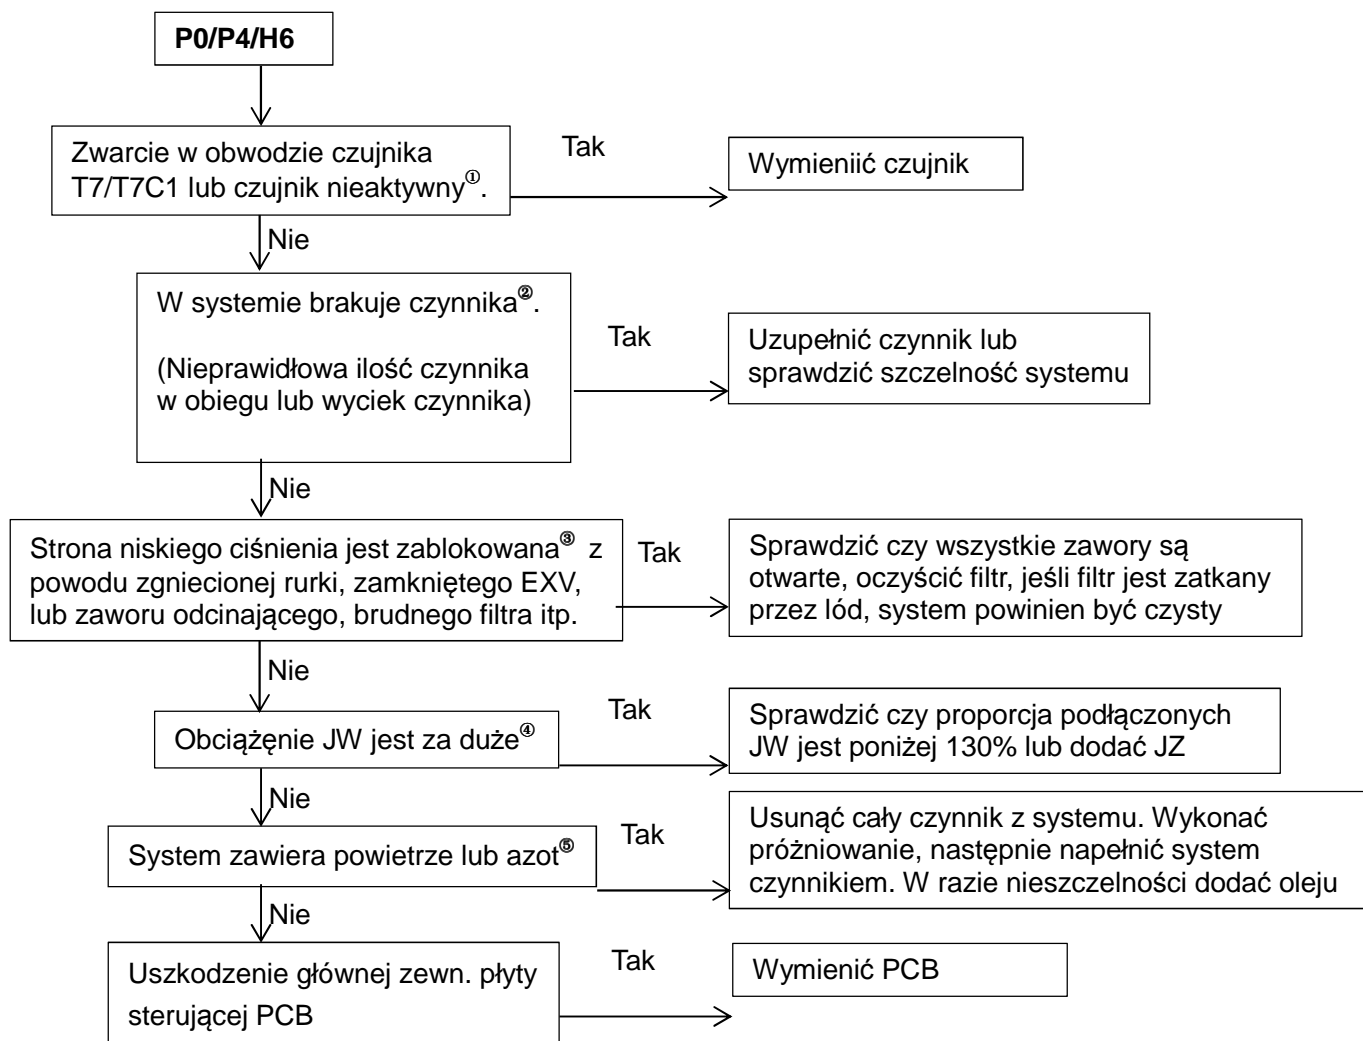 P0/P4/H6
Zwarcie w obwodzie czujnika
T7/T7C1 lub czujnik nieaktywny①.
Tak
Wymieniić czujnik
Nie
W systemie brakuje czynnika②.
(Nieprawidłowa ilość czynnika
w obiegu lub wyciek czynnika)
Tak
Uzupełnić czynnik lub
sprawdzić szczelność systemu
Nie
Strona niskiego ciśnienia jest zablokowana③ z
powodu zgniecionej rurki, zamkniętego EXV,
lub zaworu odcinającego, brudnego filtra itp.
Tak
Sprawdzić czy wszystkie zawory są
otwarte, oczyścić filtr, jeśli filtr jest zatkany
przez lód, system powinien być czysty
Nie
Obciążęnie JW jest za duże④
Tak
Sprawdzić czy proporcja podłączonych
JW jest poniżej 130% lub dodać JZ
Nie
System zawiera powietrze lub azot⑤
Tak
Usunąć cały czynnik z systemu. Wykonać
próżniowanie, następnie napełnić system
czynnikiem. W razie nieszczelności dodać oleju
Nie
Uszkodzenie głównej zewn. płyty
sterującej PCB
Tak
Wymienić PCB